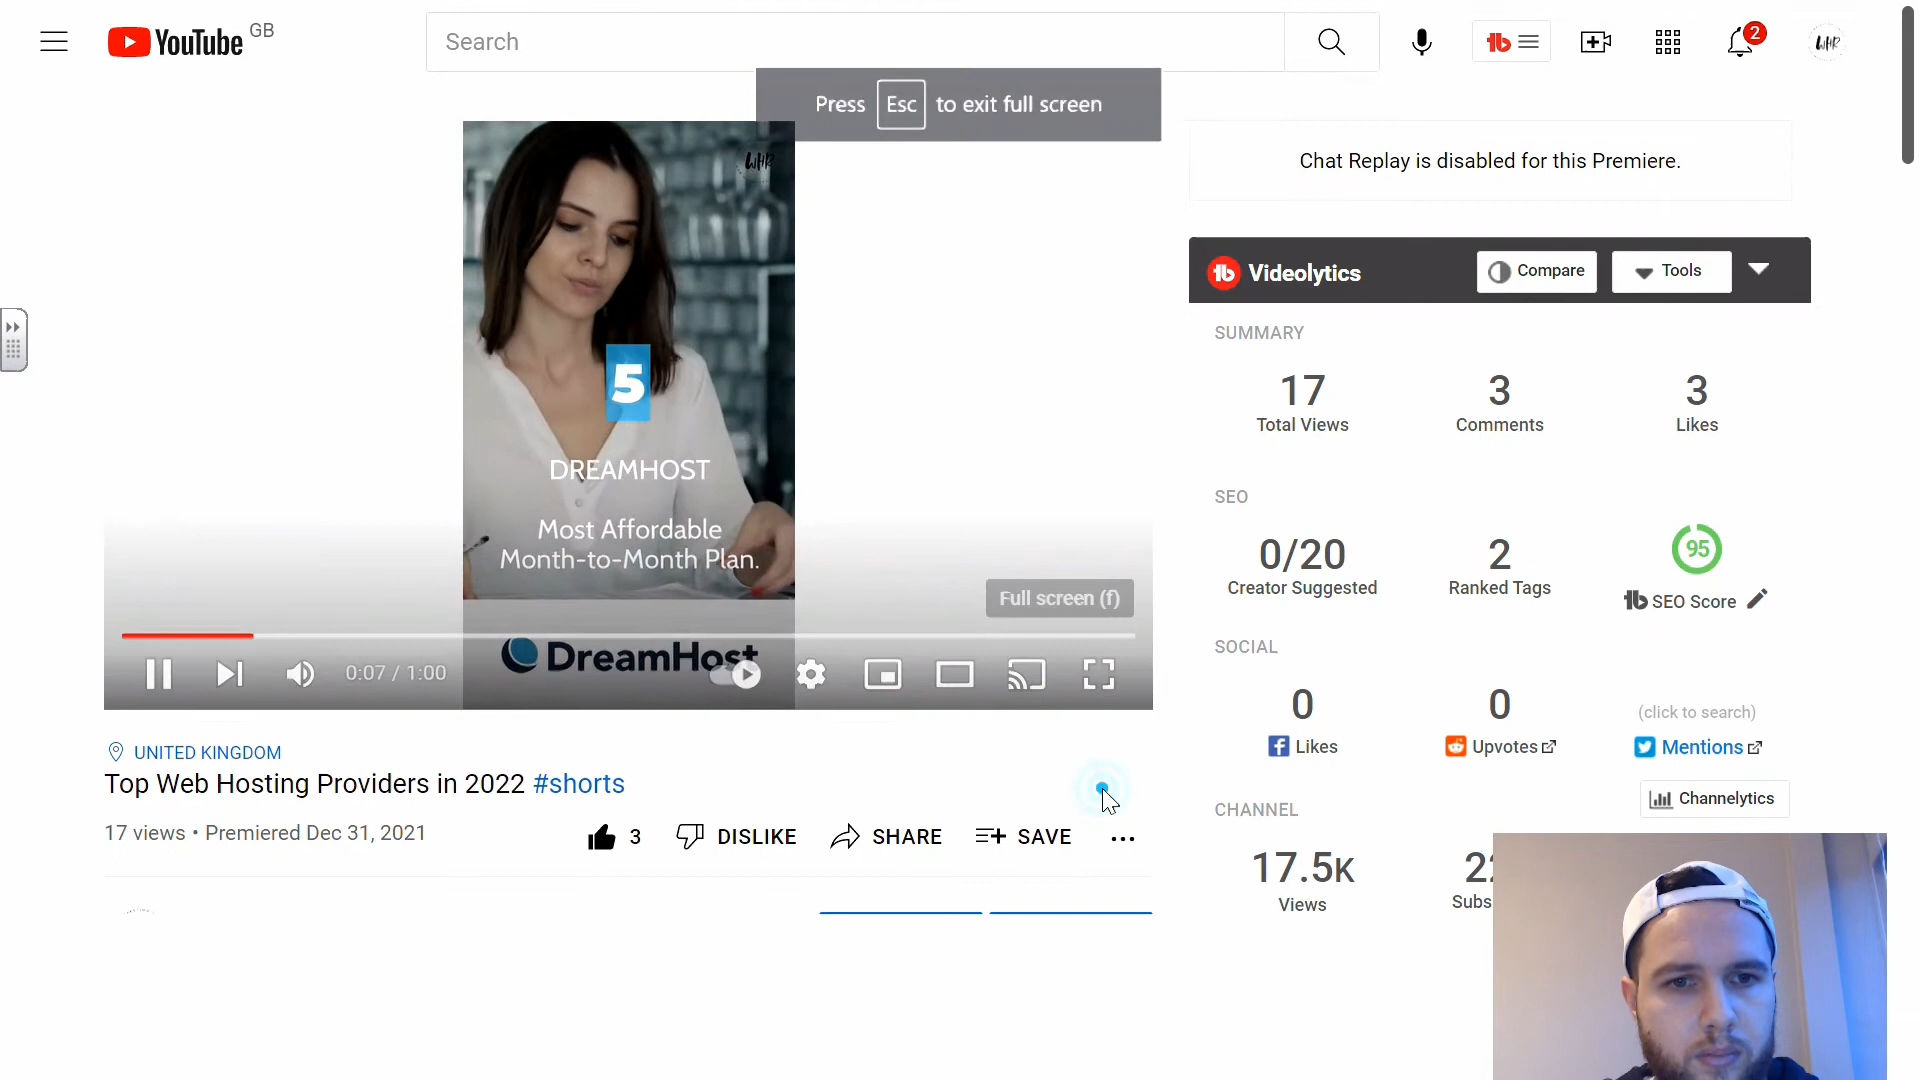 YouTube GB
Search
2
WHR
Press Esc to exit full screen
WHR
5
DREAMHOST
Most Affordable
Month-to-Month Plan.
DreamHost
Full screen (f)
0:07 / 1:00
UNITED KINGDOM
Top Web Hosting Providers in 2022 #shorts
17 views • Premiered Dec 31, 2021
3 DISLIKE SHARE SAVE
Chat Replay is disabled for this Premiere.
Videolytics Compare Tools
SUMMARY
17 3 3
Total Views Comments Likes
SEO
0/20 2 95
Creator Suggested Ranked Tags SEO Score
SOCIAL
0 0 (click to search)
Likes Upvotes Mentions
CHANNEL Channelytics
17.5K
Views Subs